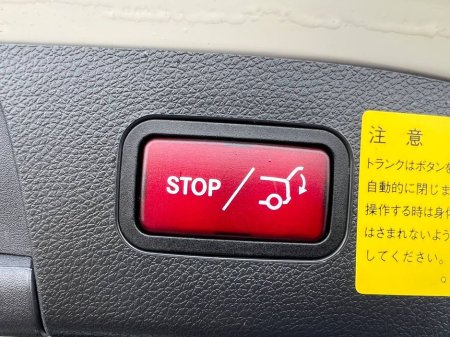 STOP
注 意
トランクはボタンを
自動的に閉じま
操作する時は身体
はさまれないよう
してください。
。